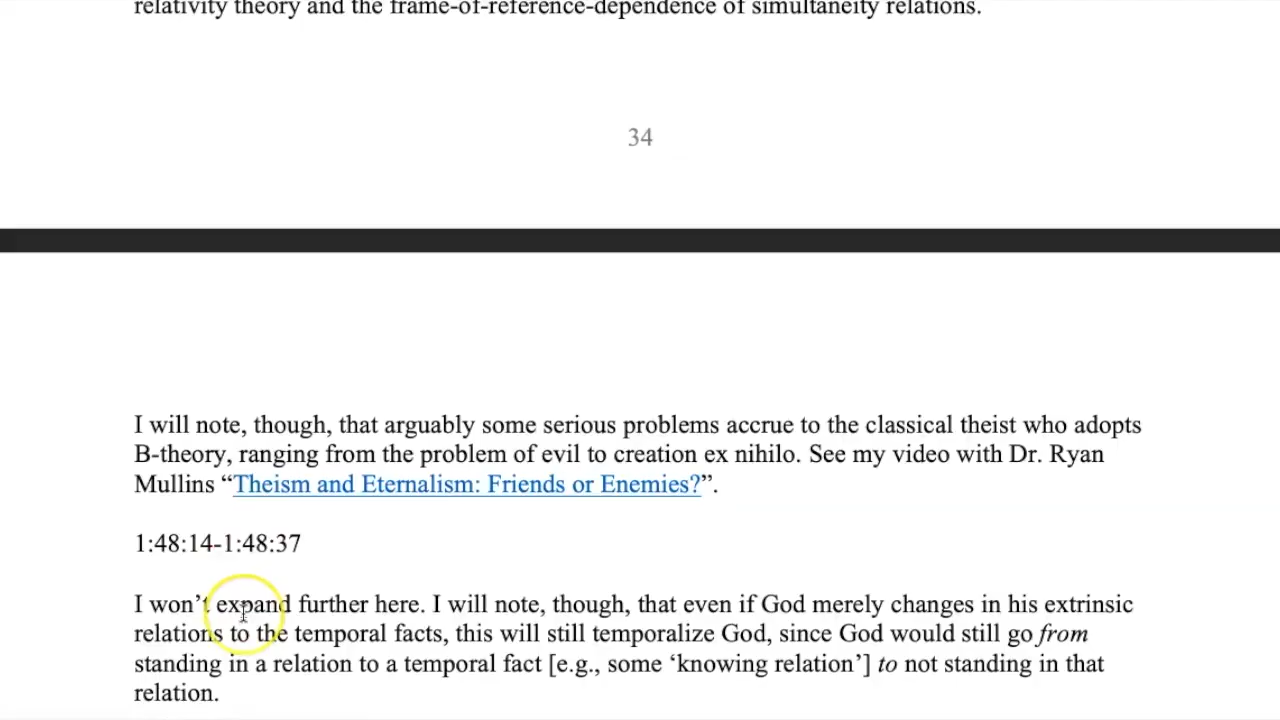 relativity theory and the frame-of-reference-dependence of simultaneity relations.
34
I will note, though, that arguably some serious problems accrue to the classical theist who adopts
B-theory, ranging from the problem of evil to creation ex nihilo. See my video with Dr. Ryan
Mullins “Theism and Eternalism: Friends or Enemies?”.
1:48:14-1:48:37
I won’t expand further here. I will note, though, that even if God merely changes in his extrinsic
relations to the temporal facts, this will still temporalize God, since God would still go from
standing in a relation to a temporal fact [e.g., some ‘knowing relation’] to not standing in that
relation.